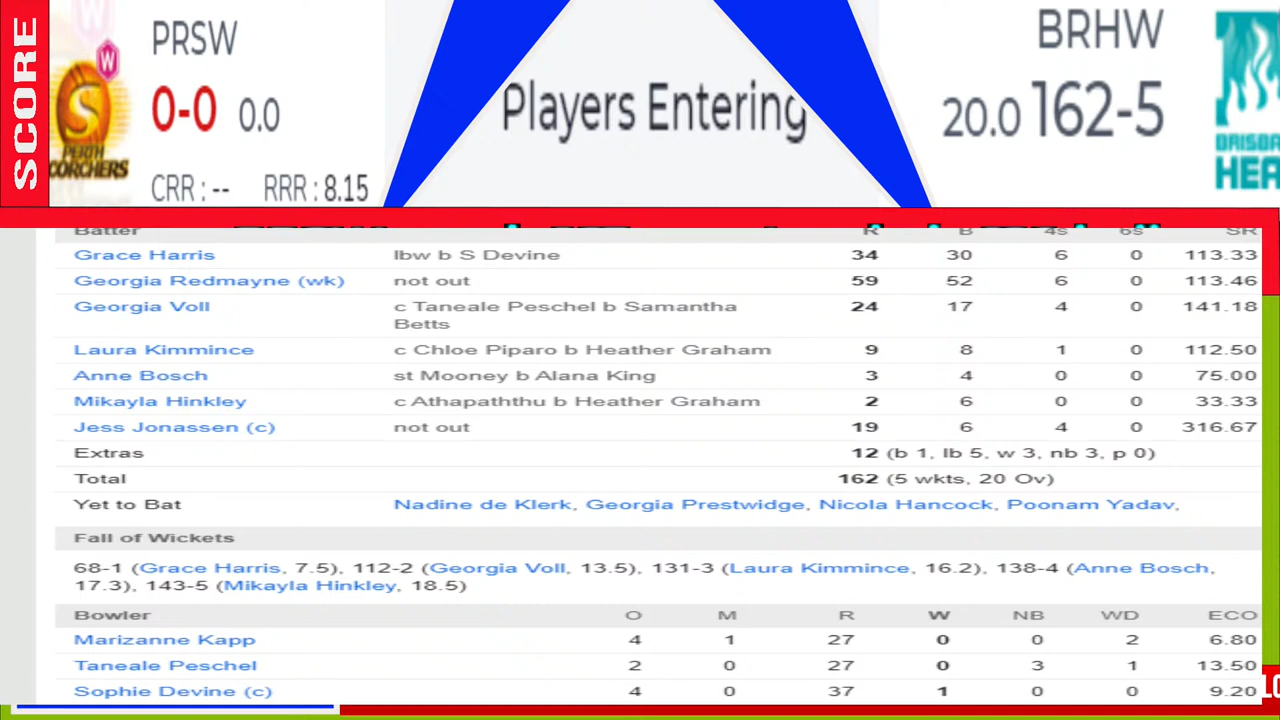 SCORE
PRSW
0-0 0.0
CRR : -- RRR : 8.15
PERTH
SCORCHERS
W
Players Entering
BRHW
20.0 162-5
Batter R B 4s 6s SR
Grace Harris lbw b S Devine 34 30 6 0 113.33
Georgia Redmayne (wk) not out 59 52 6 0 113.46
Georgia Voll c Taneale Peschel b Samantha Betts 24 17 4 0 141.18
Laura Kimmince c Chloe Piparo b Heather Graham 9 8 1 0 112.50
Anne Bosch st Mooney b Alana King 3 4 0 0 75.00
Mikayla Hinkley c Athapaththu b Heather Graham 2 6 0 0 33.33
Jess Jonassen (c) not out 19 6 4 0 316.67
Extras 12 (b 1, lb 5, w 3, nb 3, p 0)
Total 162 (5 wkts, 20 Ov)
Yet to Bat Nadine de Klerk, Georgia Prestwidge, Nicola Hancock, Poonam Yadav,
Fall of Wickets
68-1 (Grace Harris, 7.5), 112-2 (Georgia Voll, 13.5), 131-3 (Laura Kimmince, 16.2), 138-4 (Anne Bosch,
17.3), 143-5 (Mikayla Hinkley, 18.5)
Bowler O M R W NB WD ECO
Marizanne Kapp 4 1 27 0 0 2 6.80
Taneale Peschel 2 0 27 0 3 1 13.50
Sophie Devine (c) 4 0 37 1 0 0 9.20